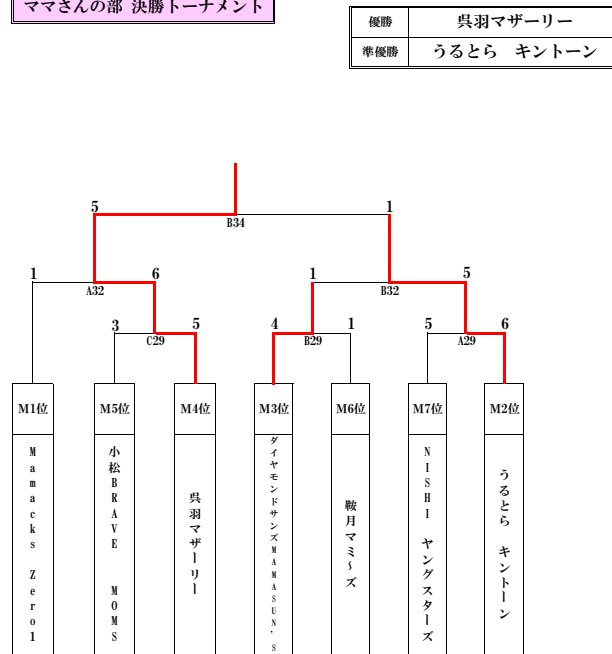 ママさんの部 決勝トーナメント
優勝 呉羽マザーリー
準優勝 うるとら キントーン
5 1
B34
1 6 1 5
A32 B32
3 5 4 1 5 6
C29 B29 A29
M1位 M5位 M4位 M3位 M6位 M7位 M2位
Mamacks Zero1
小松BRAVE MOMS
呉羽マザーリー
ダイヤモンドサンズMAMASUN'S
鞍月マミ〜ズ
NISHI ヤングスターズ
うるとら キントーン